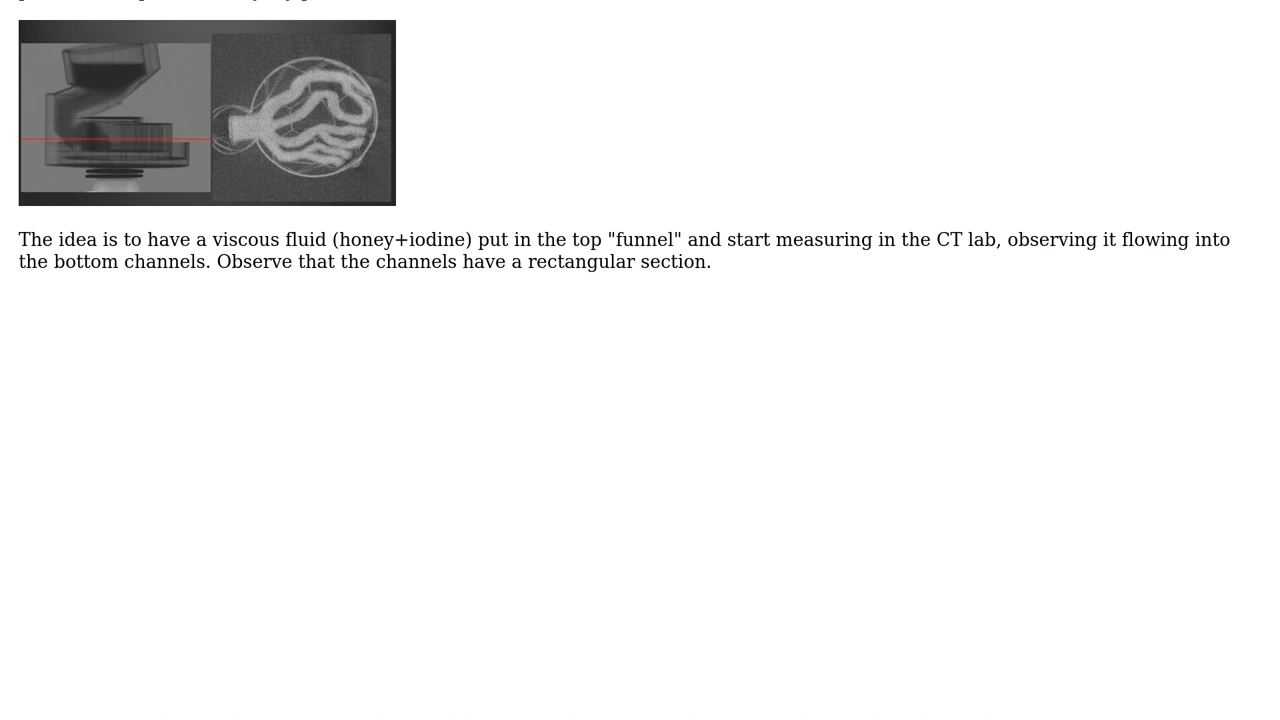 The idea is to have a viscous fluid (honey+iodine) put in the top "funnel" and start measuring in the CT lab, observing it flowing into
the bottom channels. Observe that the channels have a rectangular section.